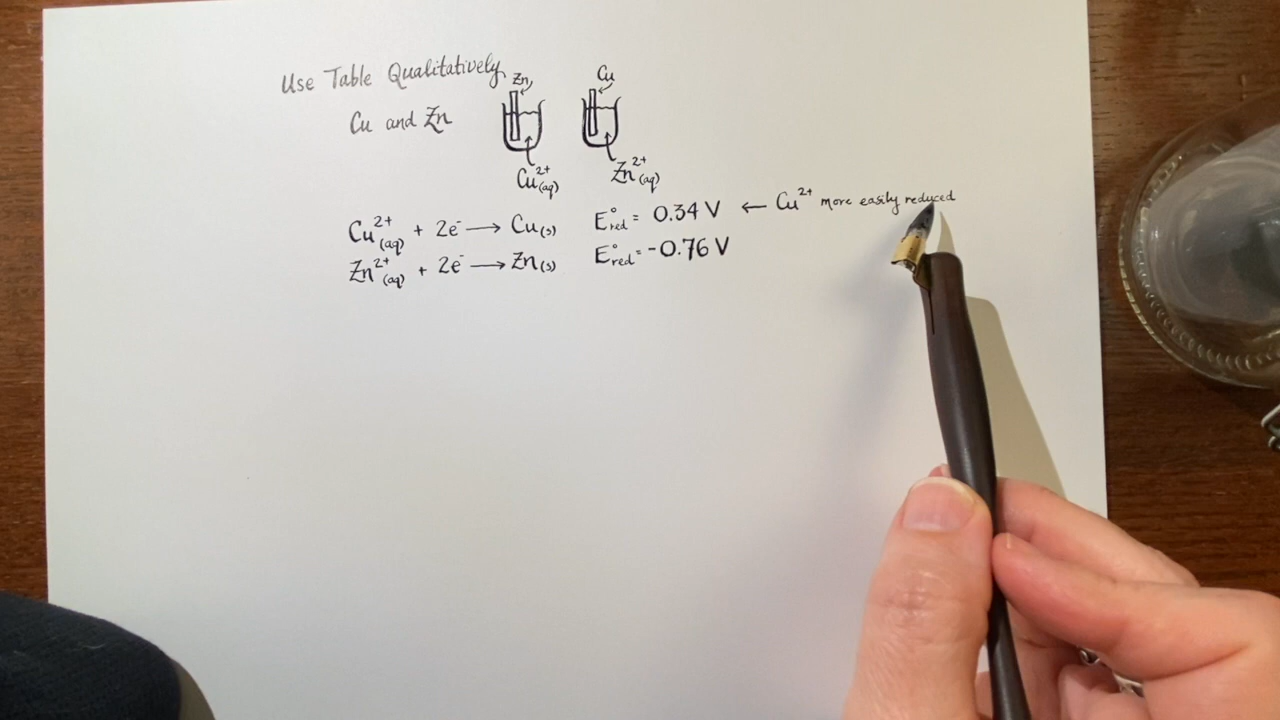 Use Table Qualitatively
Cu and Zn
Zn
Cu
Cu²⁺(aq)
Zn²⁺(aq)
Cu²⁺(aq) + 2e⁻ → Cu(s) E°red = 0.34 V ← Cu²⁺ more easily reduced
Zn²⁺(aq) + 2e⁻ → Zn(s) E°red = -0.76 V